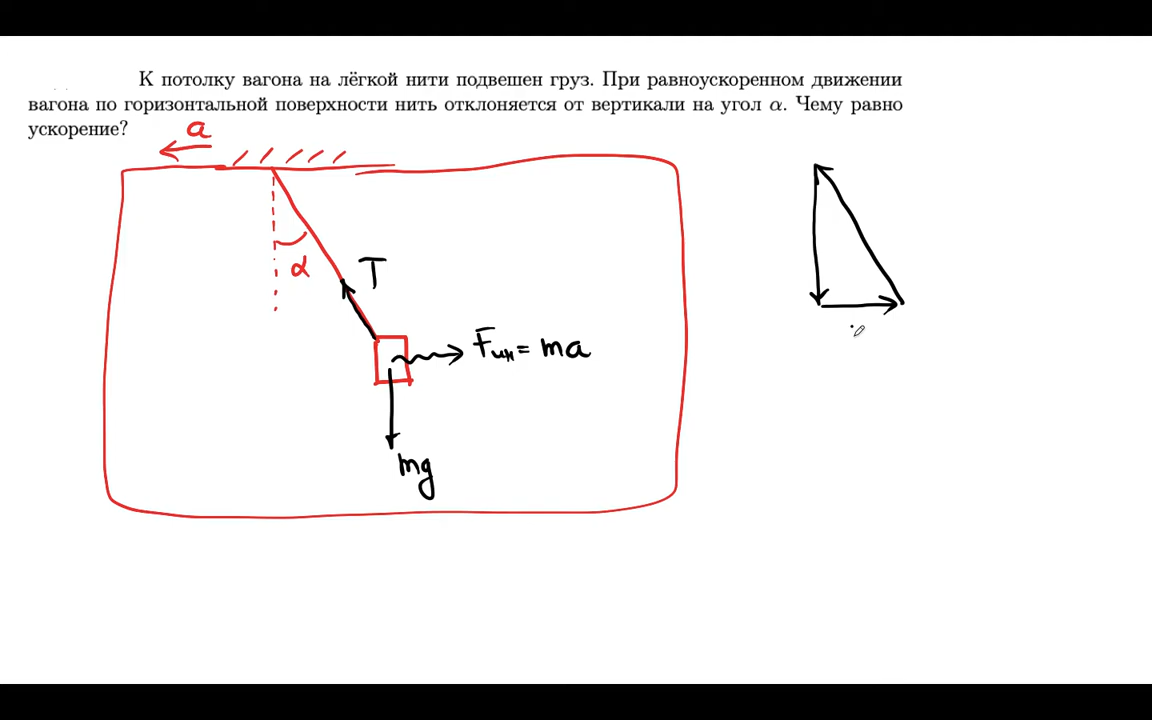 К потолку вагона на лёгкой нити подвешен груз. При равноускоренном движении
вагона по горизонтальной поверхности нить отклоняется от вертикали на угол α. Чему равно
ускорение?
a
α
T
Fин = ma
mg